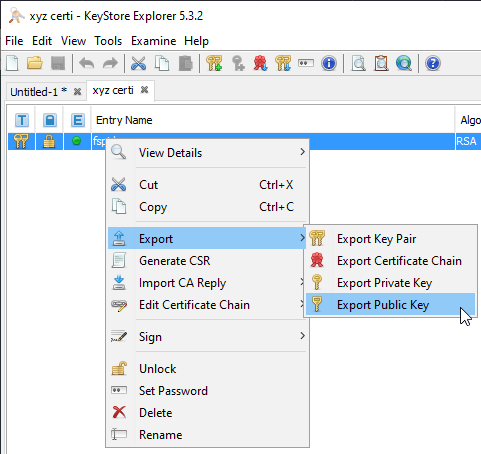 xyz certi - KeyStore Explorer 5.3.2
File Edit View Tools Examine Help
Untitled-1 * xyz certi
T E Entry Name Algo
RSA
View Details
Cut Ctrl+X
Copy Ctrl+C
Export
Generate CSR
Import CA Reply
Edit Certificate Chain
Sign
Unlock
Set Password
Delete
Rename
Export Key Pair
Export Certificate Chain
Export Private Key
Export Public Key